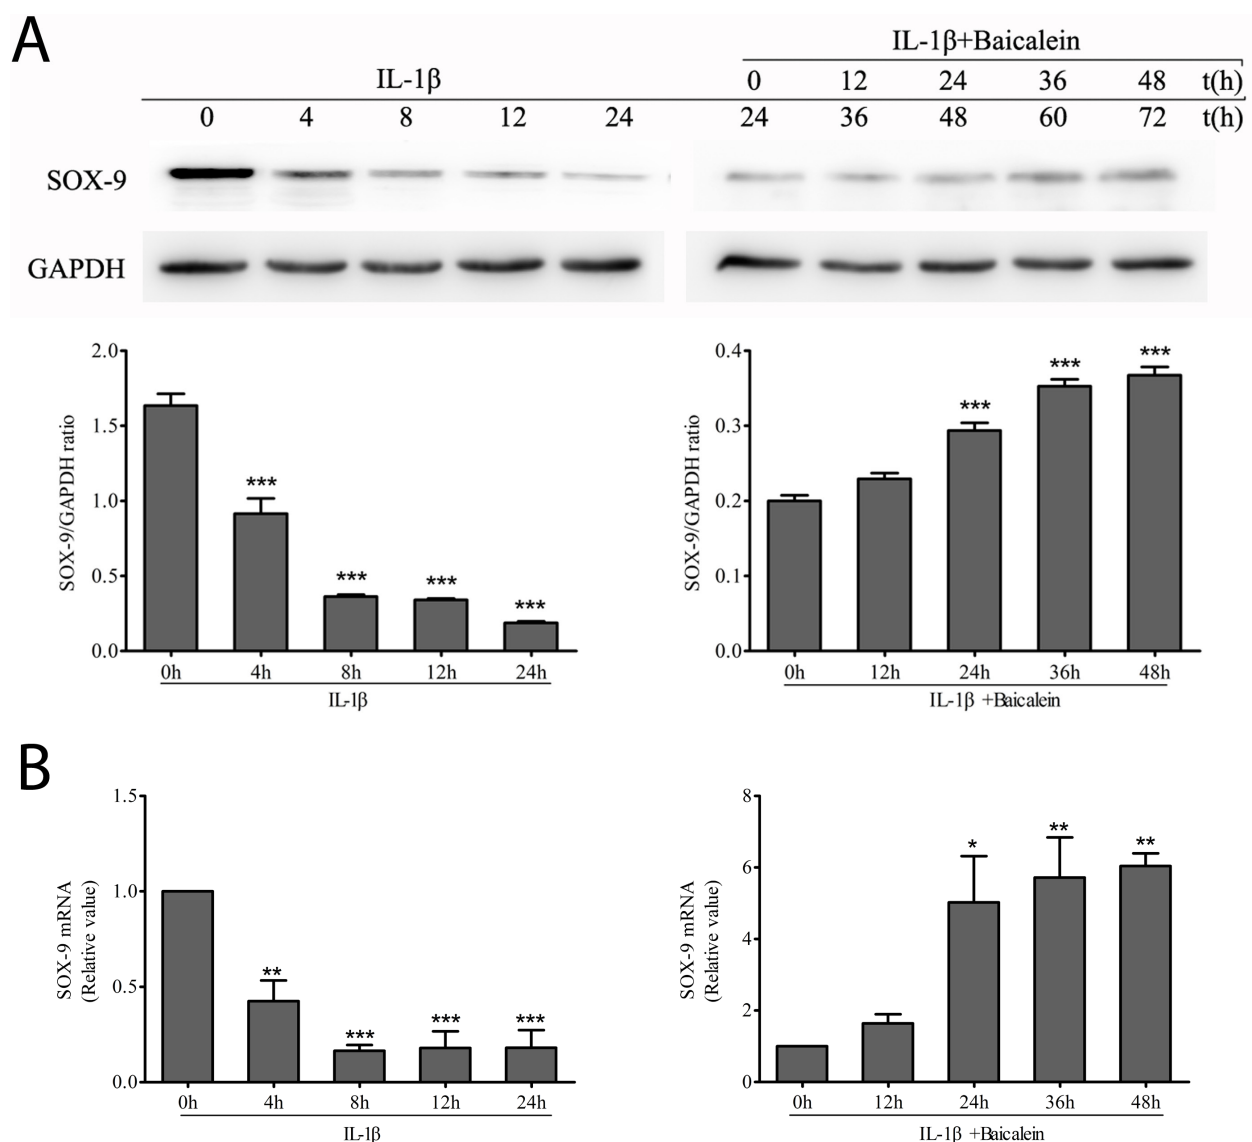 A
IL-1β+Baicalein
IL-1β
0 12 24 36 48 t(h)
0 4 8 12 24 24 36 48 60 72 t(h)
SOX-9
GAPDH
SOX-9/GAPDH ratio
2.0
1.5
1.0
0.5
0.0
***
***
***
***
0h 4h 8h 12h 24h
IL-1β
SOX-9/GAPDH ratio
0.4
0.3
0.2
0.1
0.0
***
***
***
0h 12h 24h 36h 48h
IL-1β +Baicalein
B
SOX-9 mRNA
(Relative value)
1.5
1.0
0.5
0.0
**
***
***
***
0h 4h 8h 12h 24h
IL-1β
SOX-9 mRNA
(Relative value)
8
6
4
2
0
*
**
**
0h 12h 24h 36h 48h
IL-1β +Baicalein